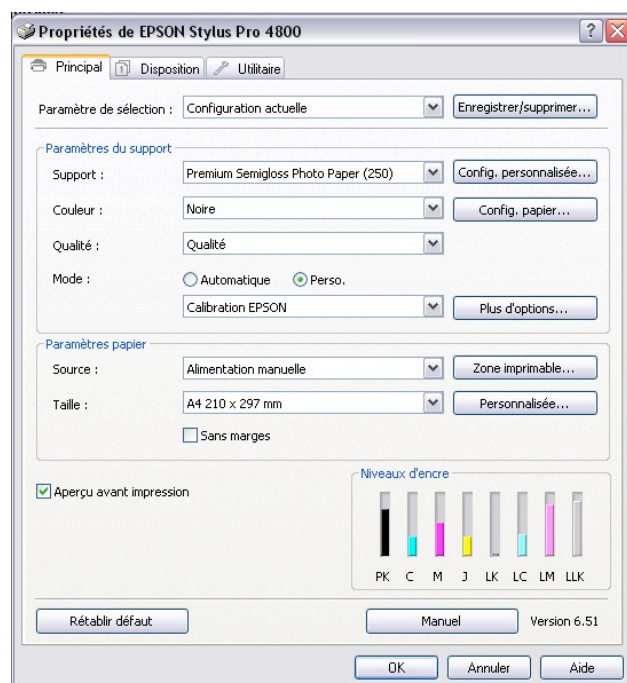 Propriétés de EPSON Stylus Pro 4800
Principal Disposition Utilitaire
Paramètre de sélection : Configuration actuelle Enregistrer/supprimer...
Paramètres du support
Support : Premium Semigloss Photo Paper (250) Config. personnalisée...
Couleur : Noire Config. papier...
Qualité : Qualité
Mode : Automatique Perso.
Calibration EPSON Plus d'options...
Paramètres papier
Source : Alimentation manuelle Zone imprimable...
Taille : A4 210 x 297 mm Personnalisée...
Sans marges
Niveaux d'encre
Aperçu avant impression
PK C M J LK LC LM LLK
Rétablir défaut Manuel Version 6.51
OK Annuler Aide